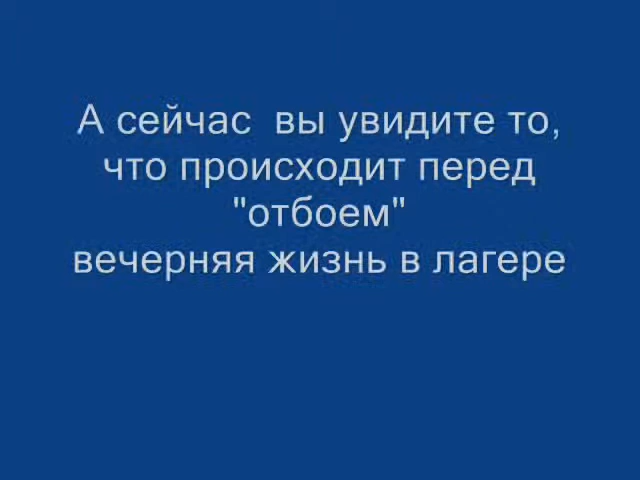 А сейчас  вы увидите то,
что происходит перед
"отбоем"
вечерняя жизнь в лагере